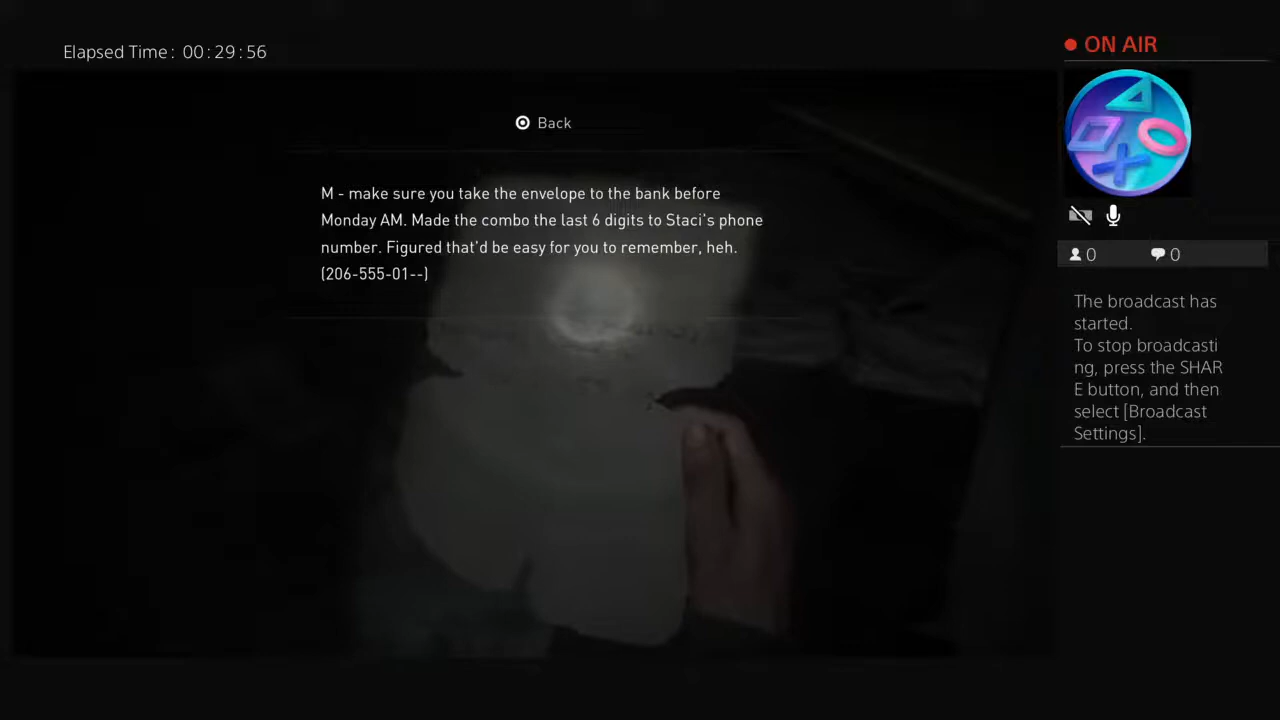 Elapsed Time: 00:29:56
ON AIR
Back
M - make sure you take the envelope to the bank before
Monday AM. Made the combo the last 6 digits to Staci's phone
number. Figured that'd be easy for you to remember, heh.
(206-555-01--)
0 0
The broadcast has
started.
To stop broadcasti
ng, press the SHAR
E button, and then
select [Broadcast
Settings].